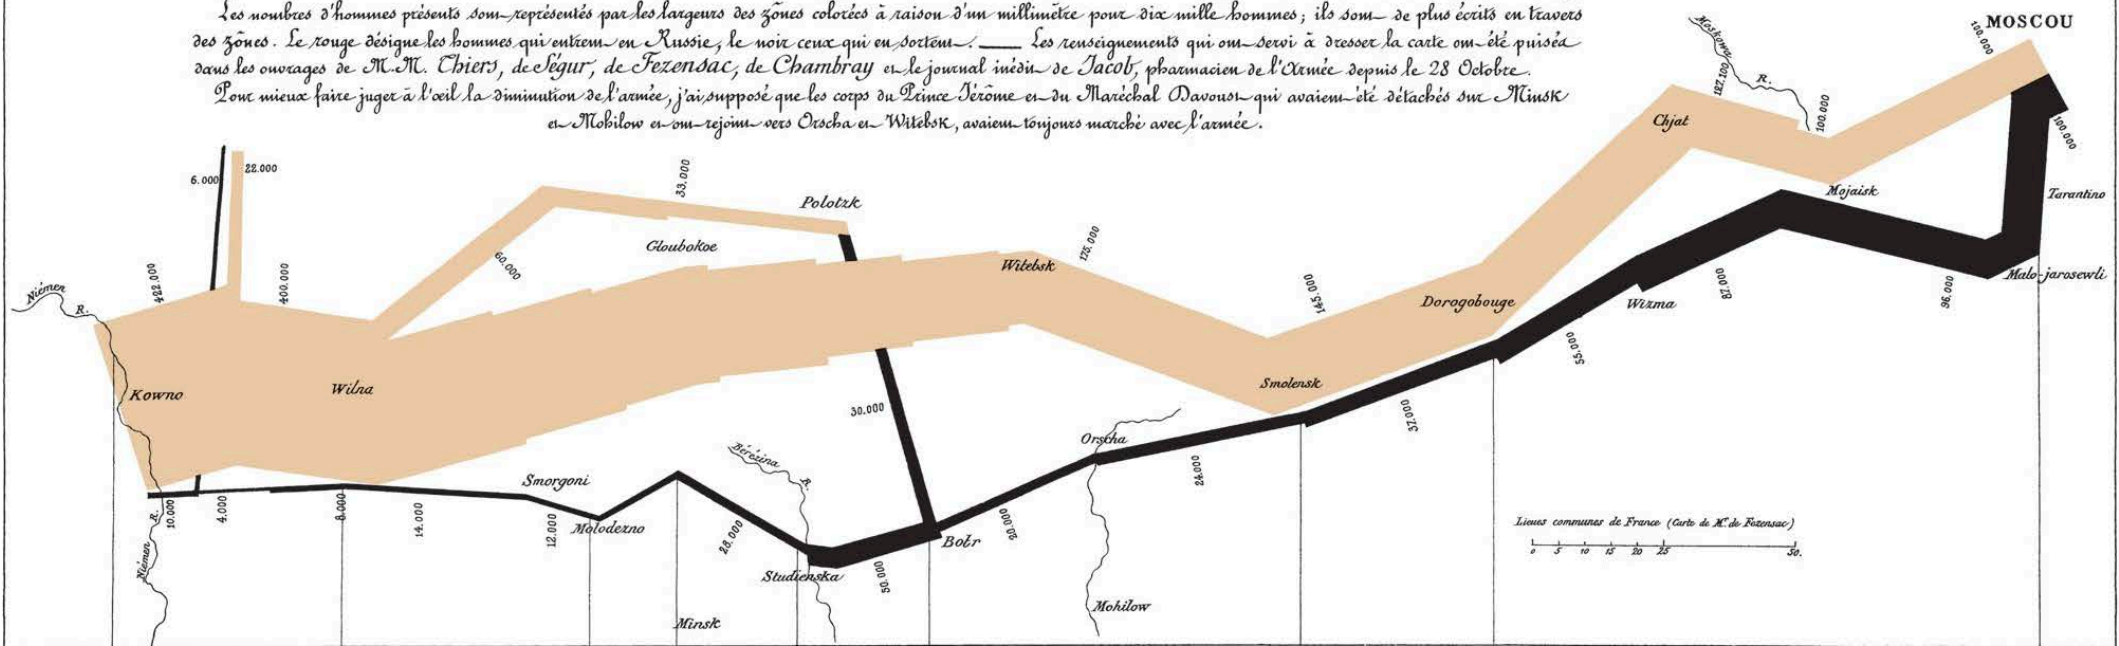 Les nombres d'hommes présents sont représentés par les largeurs des zônes colorées à raison d'un millimètre pour dix mille hommes; ils sont de plus écrits en travers
des zônes. Le rouge désigne les hommes qui entrent en Russie, le noir ceux qui en sortent. — Les renseignements qui ont servi à dresser la carte ont été puisés
dans les ouvrages de M.M. Thiers, de Ségur, de Fezensac, de Chambray et le journal inédit de Jacob, pharmacien de l'Armée depuis le 28 Octobre.
Pour mieux faire juger à l'œil la diminution de l'armée, j'ai supposé que les corps du Prince Jérôme et du Maréchal Davoust qui avaient été détachés sur Minsk
et Mohilow et ont rejoint vers Orscha et Witebsk, avaient toujours marché avec l'armée.
MOSCOU
100.000
Moskowa
R.
127.100
100.000
Chjat
100.000
Mojaisk
Tarantino
Malo-jarosewli
6.000
22.000
33.000
Polotzk
Gloubokoe
60.000
175.000
Witebsk
Niémen
R.
422.000
400.000
145.000
Dorogobouge
Wizma
87.000
96.000
55.000
Kowno
Wilna
Smolensk
30.000
37.000
Orscha
24.000
Bérézina
R.
Smorgoni
10.000
4.000
8.000
14.000
12.000
Molodezno
28.000
Botr
20.000
Studienska
50.000
R.
Niémen
Mohilow
Minsk
Lieues communes de France (Carte de Mr. de Fezensac)
0 5 10 15 20 25 50.